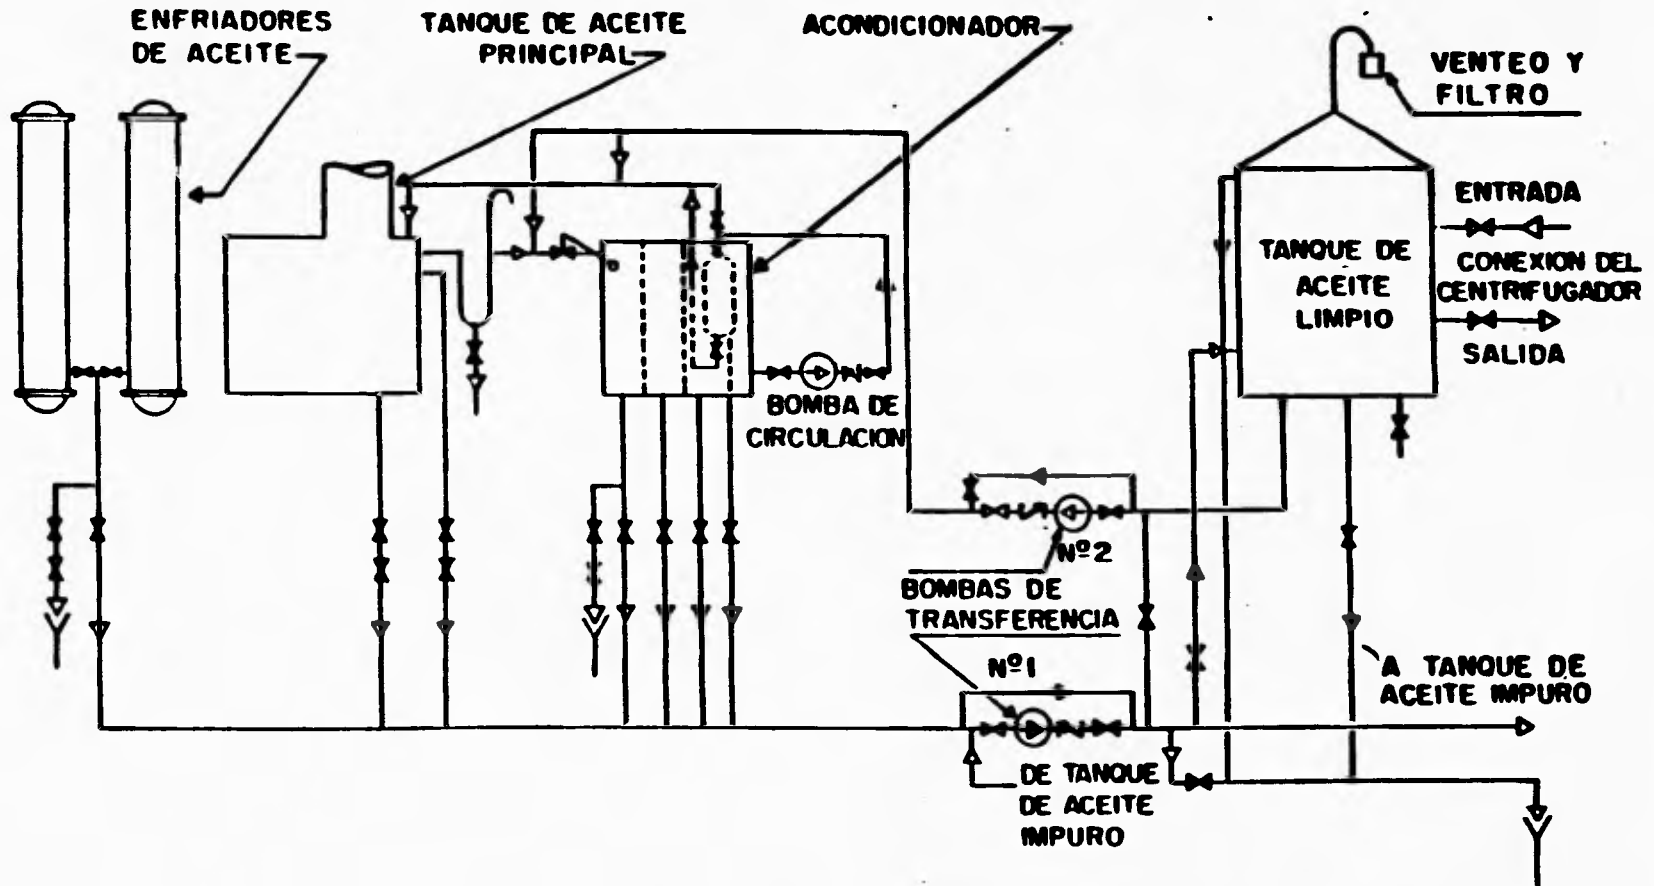 ENFRIADORES
DE ACEITE
TANQUE DE ACEITE
PRINCIPAL
ACONDICIONADOR
VENTEO Y
FILTRO
ENTRADA
TANQUE DE
ACEITE
LIMPIO
CONEXION DEL
CENTRIFUGADOR
SALIDA
BOMBA DE
CIRCULACION
Nº2
BOMBAS DE
TRANSFERENCIA
Nº1
A TANQUE DE
ACEITE IMPURO
DE TANQUE
DE ACEITE
IMPURO